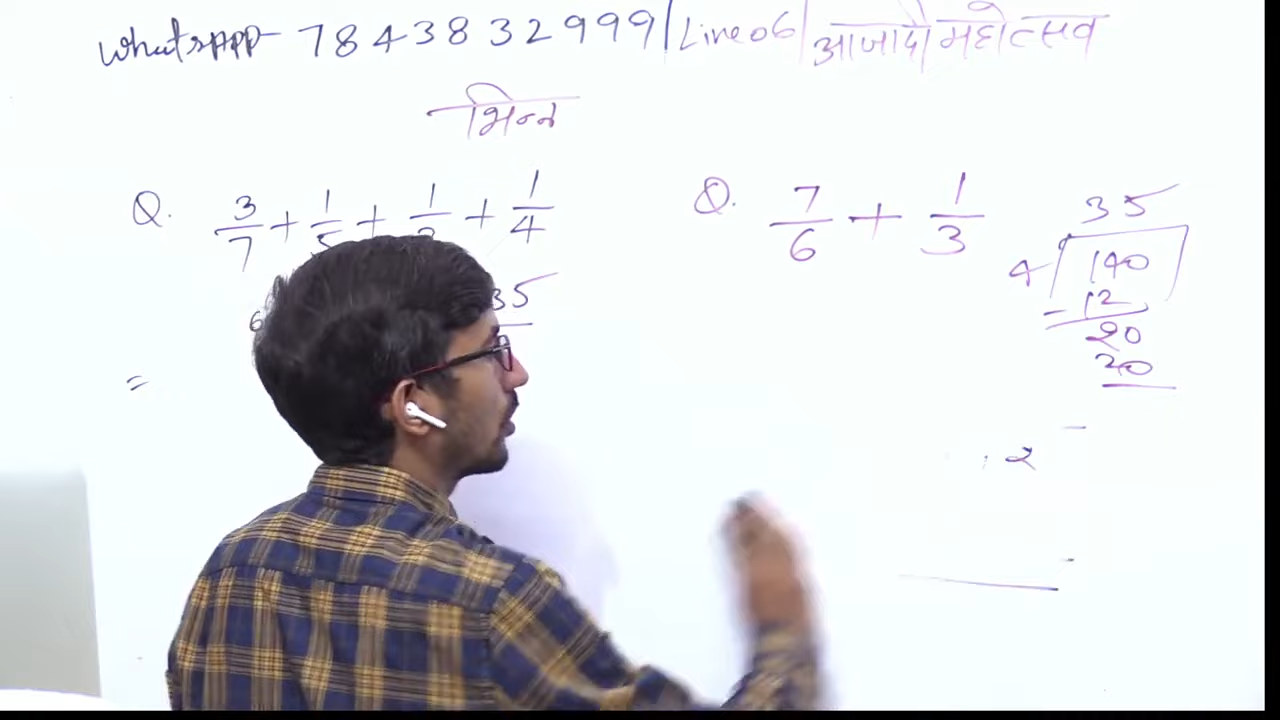 Whatsapp- 7843832999 | Line 06 | आजादी महोत्सव
भिन्न
Q. 3/7 + 1/5 + 1/ + 1/4
35
=
Q. 7/6 + 1/3
35
4 140
- 12
20
20
2